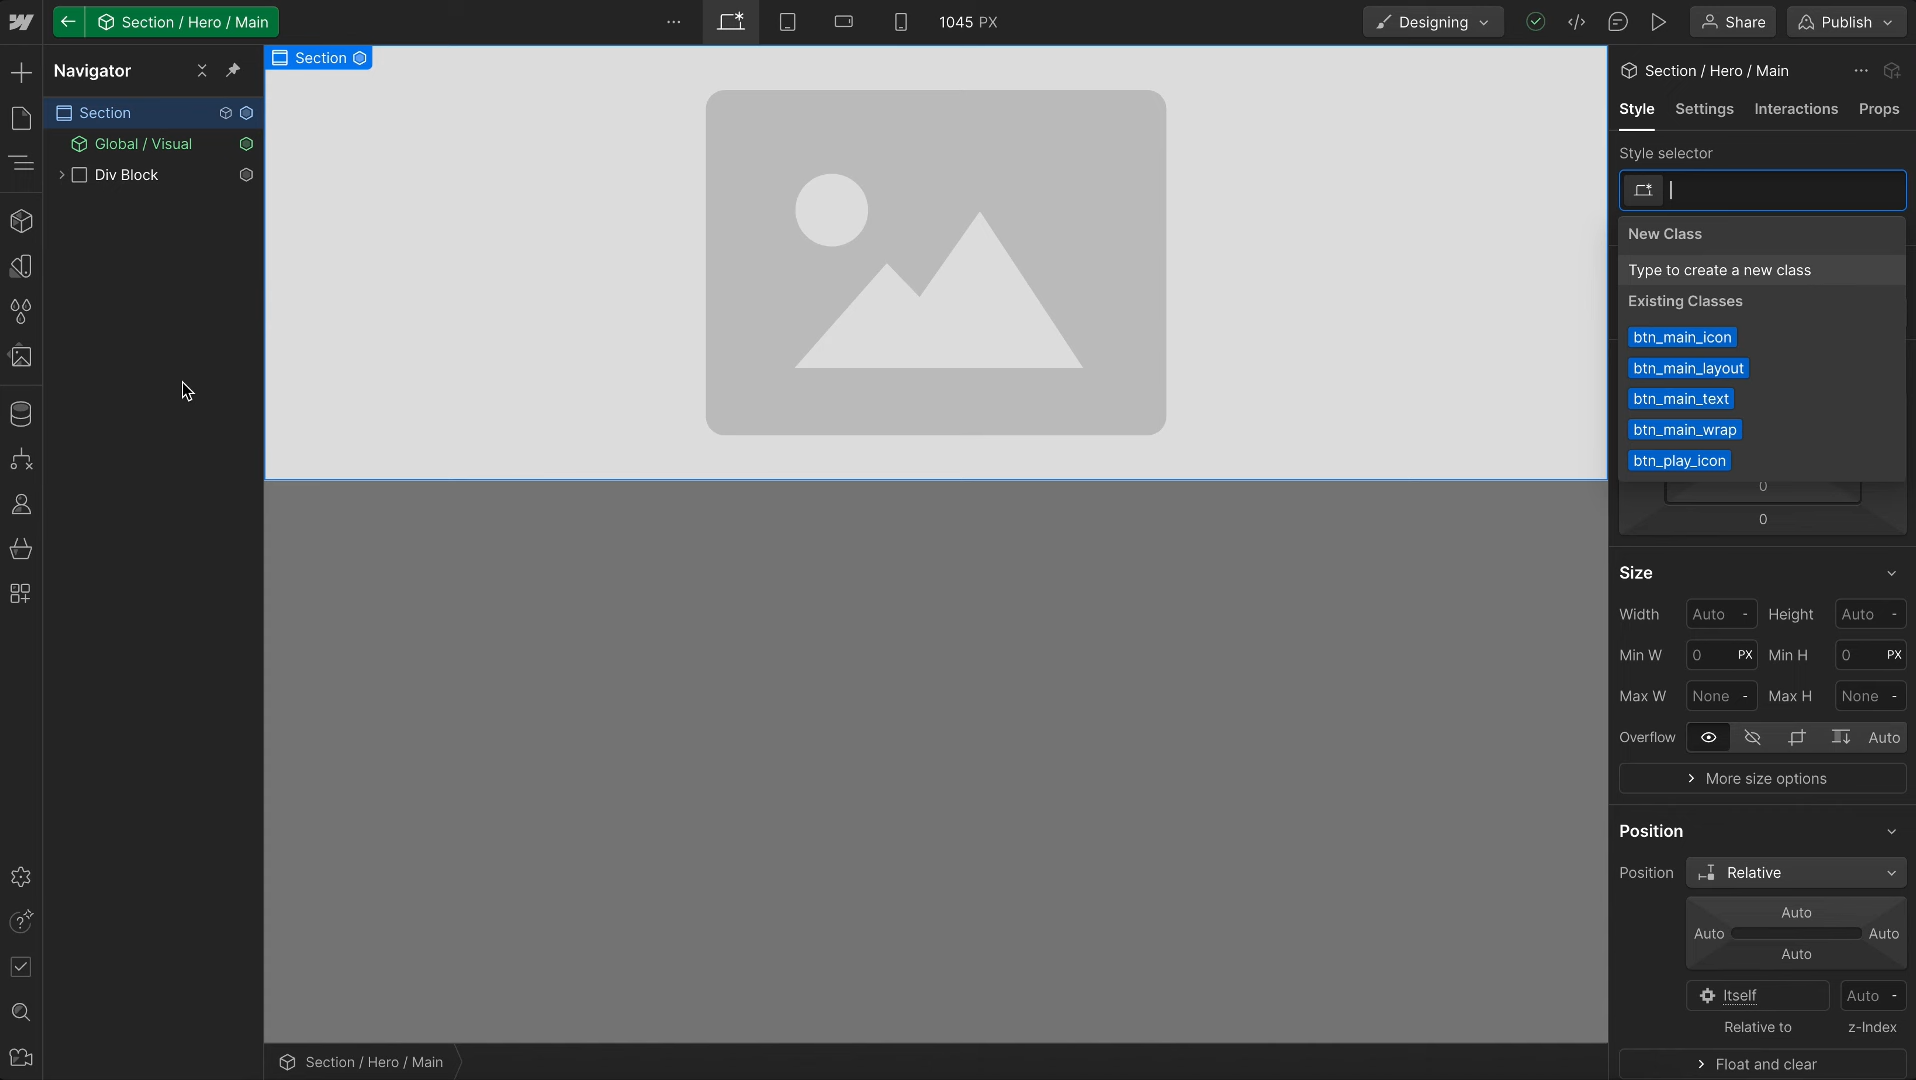 Section / Hero / Main
1045 PX
Designing
Share
Publish
Navigator
Section
Global / Visual
Div Block
Section
Section / Hero / Main
Style
Settings
Interactions
Props
Style selector
New Class
Type to create a new class
Existing Classes
btn_main_icon
btn_main_layout
btn_main_text
btn_main_wrap
btn_play_icon
0
0
Size
Width
Auto -
Height
Auto -
Min W
0 PX
Min H
0 PX
Max W
None -
Max H
None -
Overflow
Auto
More size options
Position
Position
Relative
Auto
Auto
Auto
Auto
Itself
Auto -
Relative to
z-Index
Float and clear
Section / Hero / Main